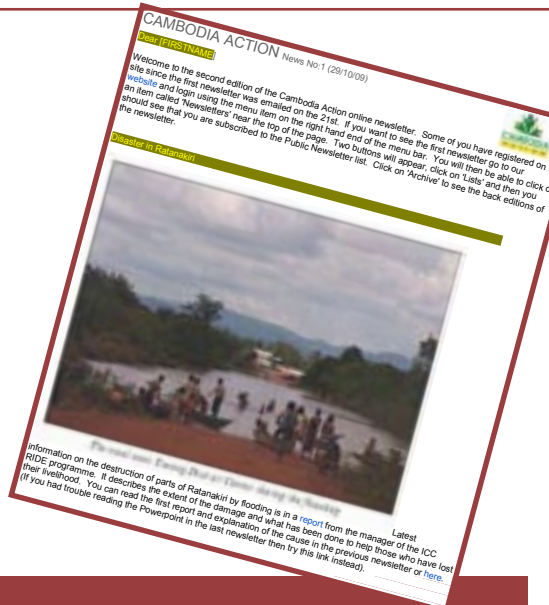 CAMBODIA ACTION News No:1 (29/10/09)
Dear [FIRSTNAME]
Welcome to the second edition of the Cambodia Action online newsletter. Some of you have registered on
site since the first newsletter was emailed on the 21st. If you want to see the first newsletter go to our
website and login using the menu item on the right hand end of the menu bar. You will then be able to click o
an item called 'Newsletters' near the top of the page. Two buttons will appear, click on 'Lists' and then you
should see that you are subscribed to the Public Newsletter list. Click on 'Archive' to see the back editions of
the newsletter.
CAMBODIA
Disaster in Ratanakiri
Latest
information on the destruction of parts of Ratanakiri by flooding is in a report from the manager of the ICC
RIDE programme. It describes the extent of the damage and what has been done to help those who have lost
their livelihood. You can read the first report and explanation of the cause in the previous newsletter or here.
(If you had trouble reading the Powerpoint in the last newsletter then try this link instead).